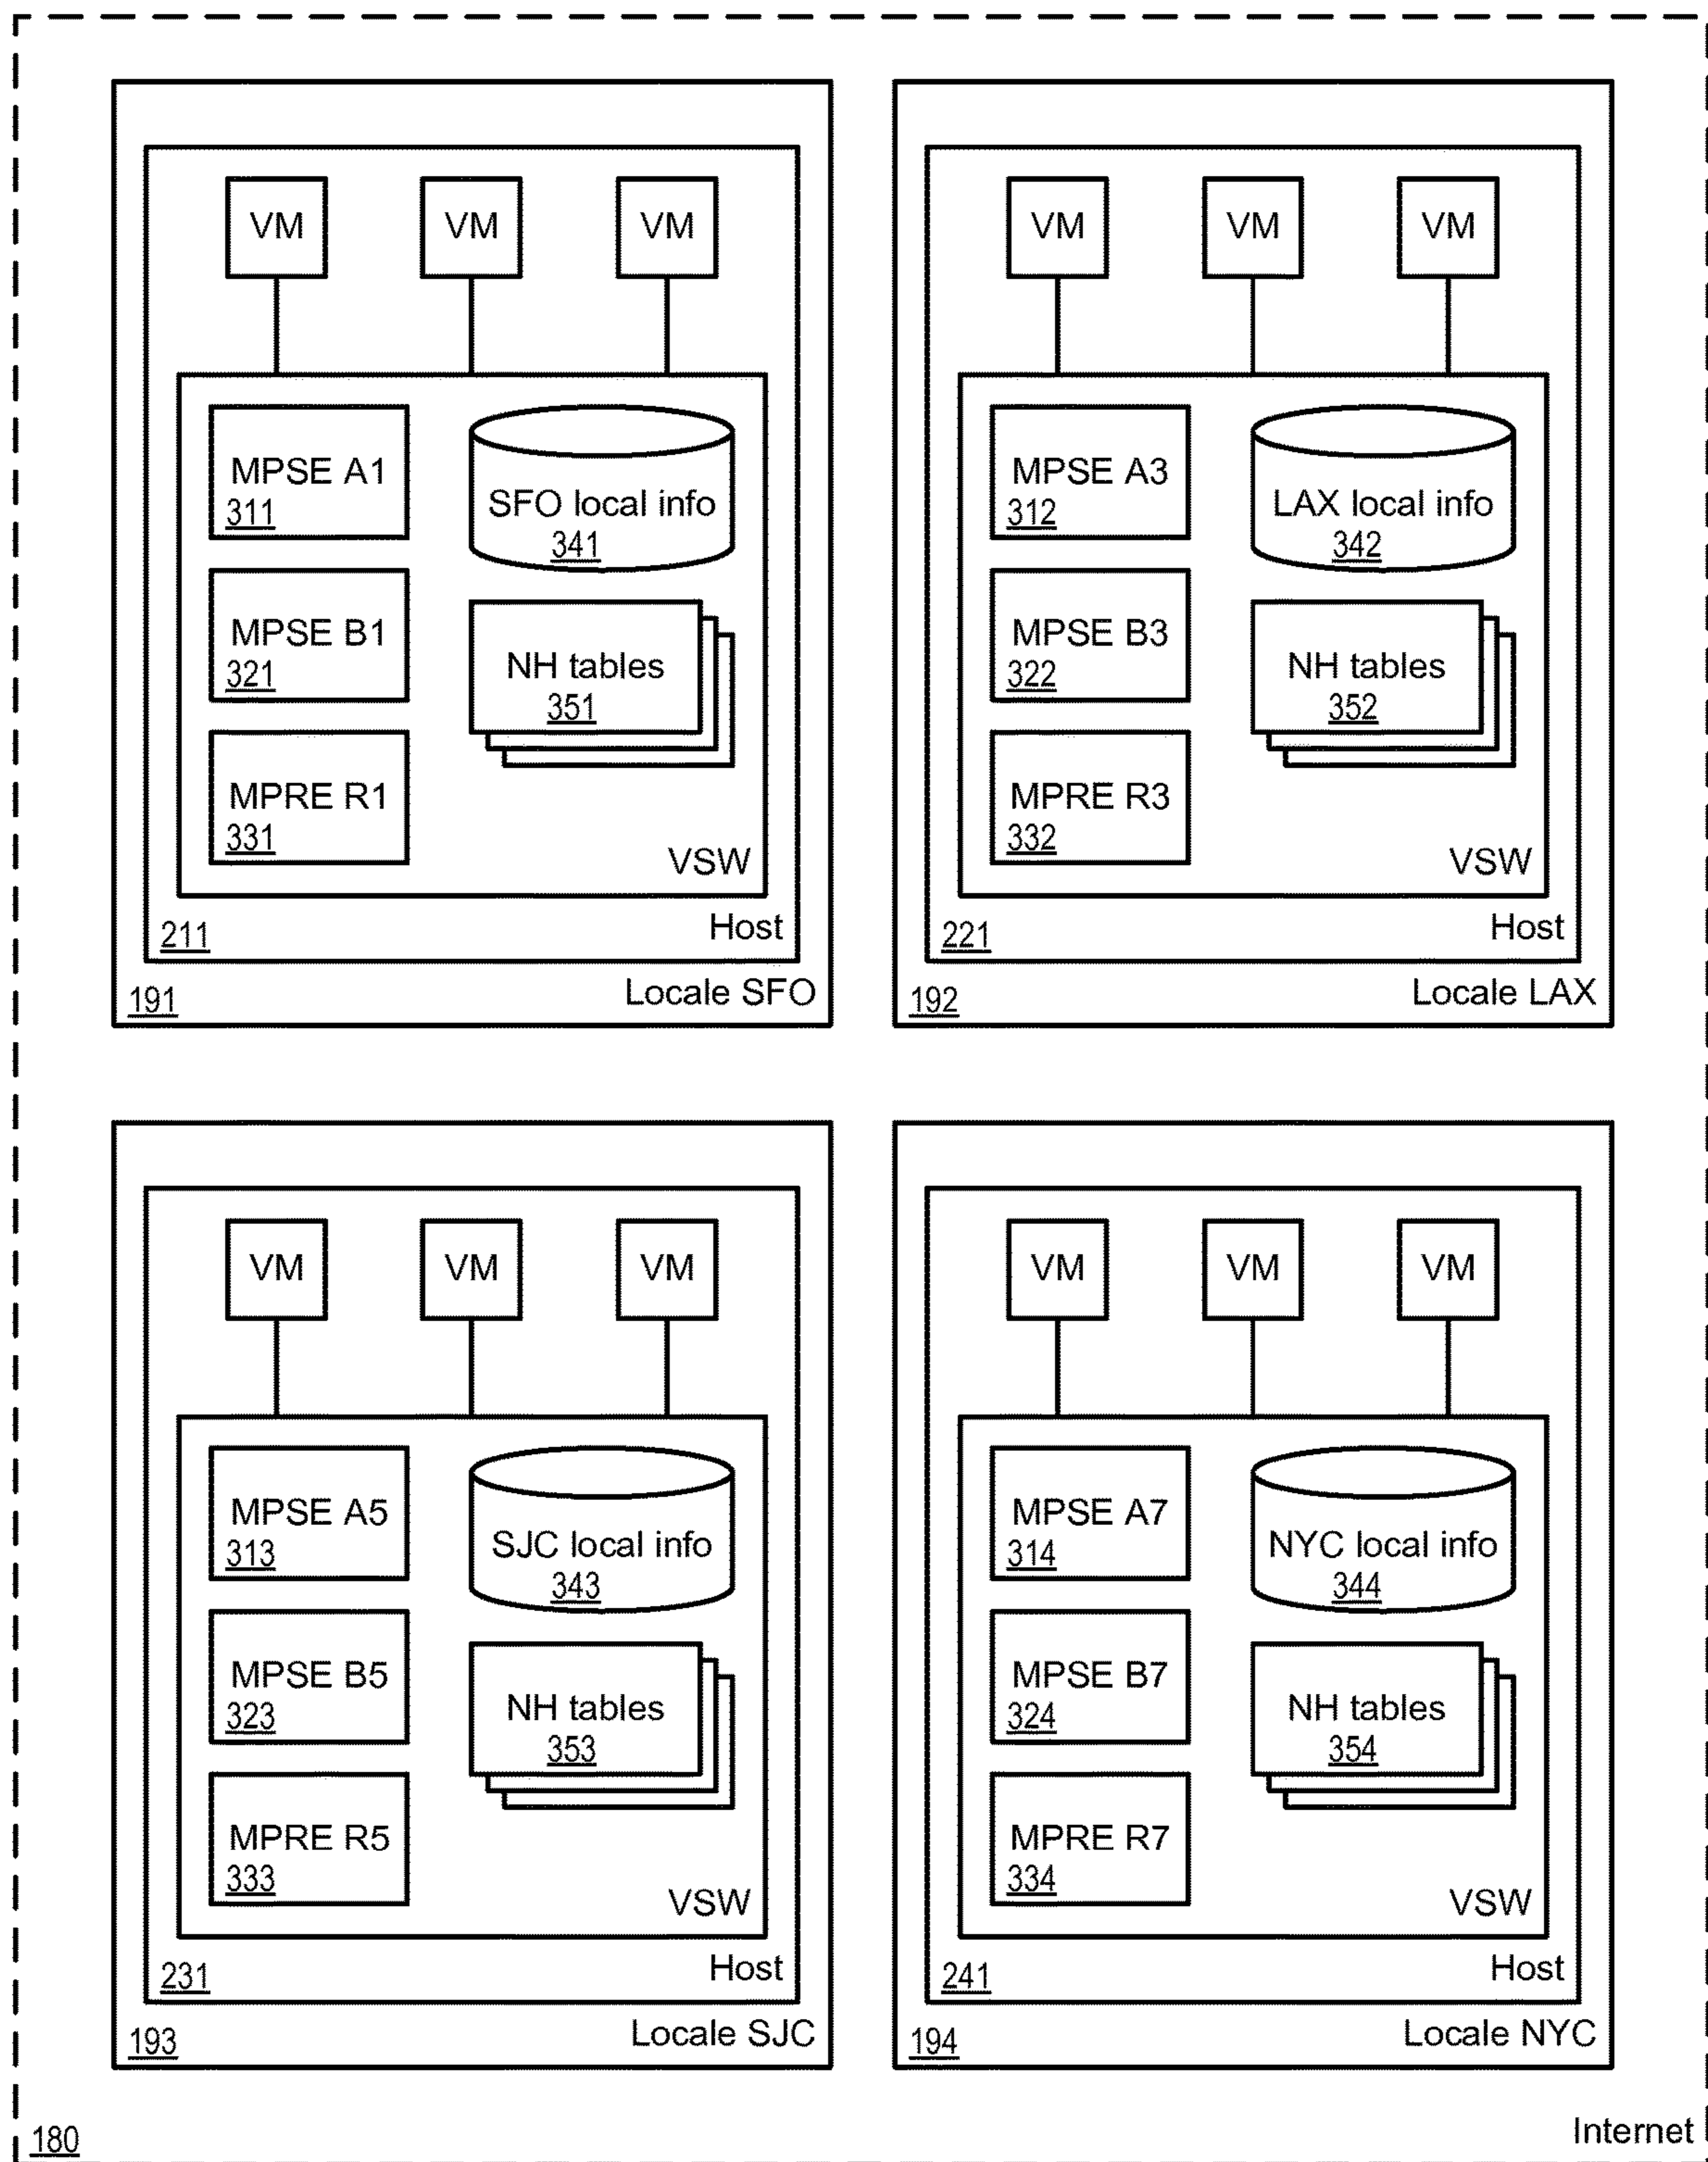 VM VM VM
MPSE A1
311
SFO local info
341
MPSE B1
321
NH tables
351
MPRE R1
331
VSW
211 Host
191 Locale SFO
VM VM VM
MPSE A3
312
LAX local info
342
MPSE B3
322
NH tables
352
MPRE R3
332
VSW
221 Host
192 Locale LAX
VM VM VM
MPSE A5
313
SJC local info
343
MPSE B5
323
NH tables
353
MPRE R5
333
VSW
231 Host
193 Locale SJC
VM VM VM
MPSE A7
314
NYC local info
344
MPSE B7
324
NH tables
354
MPRE R7
334
VSW
241 Host
194 Locale NYC
180 Internet